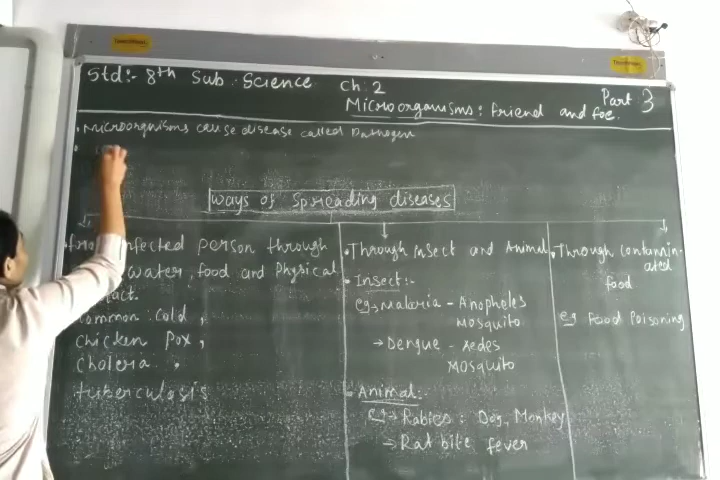 Std:- 8th Sub: Science Ch: 2
Part 3
Microorganisms: friend and foe.
• Microorgnisms cause disease called Pathogen
Ways of Spreading diseases
infected person through
water, food and Physical
Common: Cold,
Chicken Pox,
Cholera,
tuberculosis
• Through Insect and Animal
• Insect:-
eg → Malaria - Anopheles
Mosquito
→ Dengue - Aedes
Mosquito
• Animal:-
eg → Rabies: Dog, Monkey
→ Rat bite fever
• Through Contamin-
ated
food
eg Food Poisoning